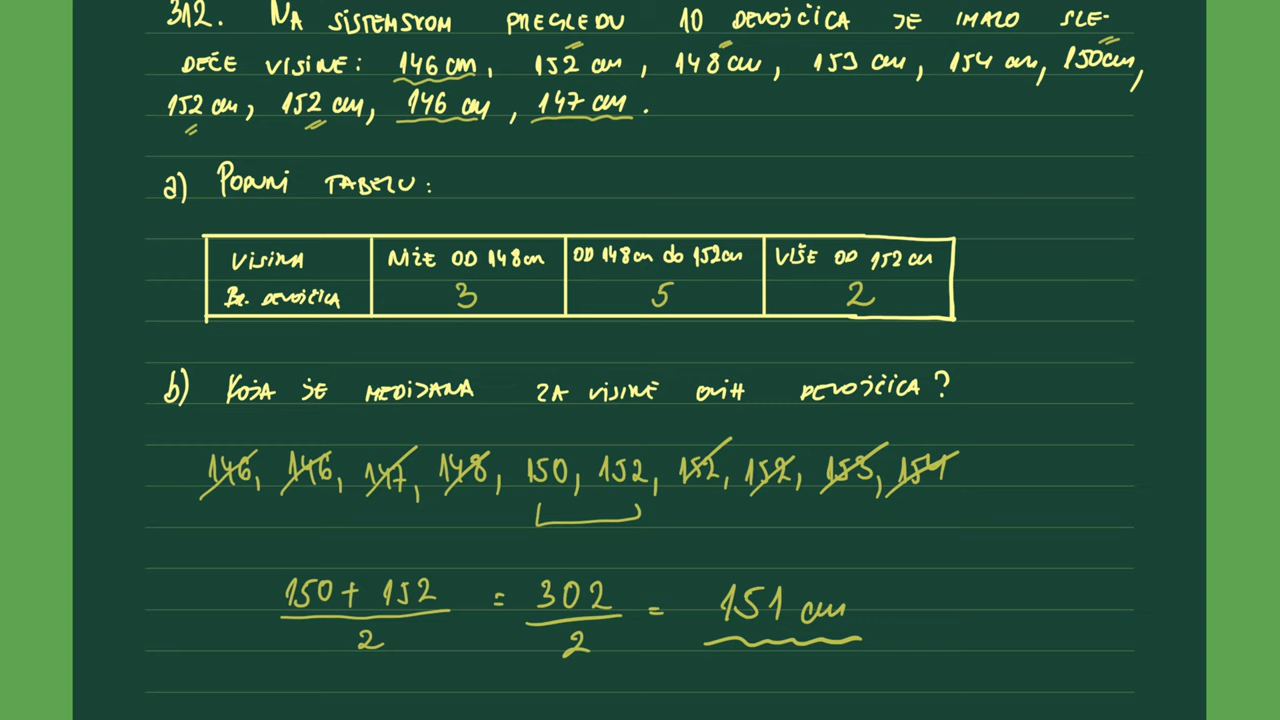 312. NA SISTEMSKOM PREGLEDU 10 DEVOJČICA JE IMALO SLE-
DEĆE VISINE: 146 cm, 152 cm, 148 cm, 153 cm, 154 cm, 150 cm,
152 cm, 152 cm, 146 cm, 147 cm.
a) POPUNI TABELU:
VISINA NIŽE OD 148 cm OD 148 cm do 152 cm VIŠE OD 152 cm
BR. DEVOJČICA 3 5 2
b) KOJA JE MEDIJANA ZA VISINE OVIH DEVOJČICA?
146, 146, 147, 148, 150, 152, 152, 152, 153, 154
150 + 152 / 2 = 302 / 2 = 151 cm